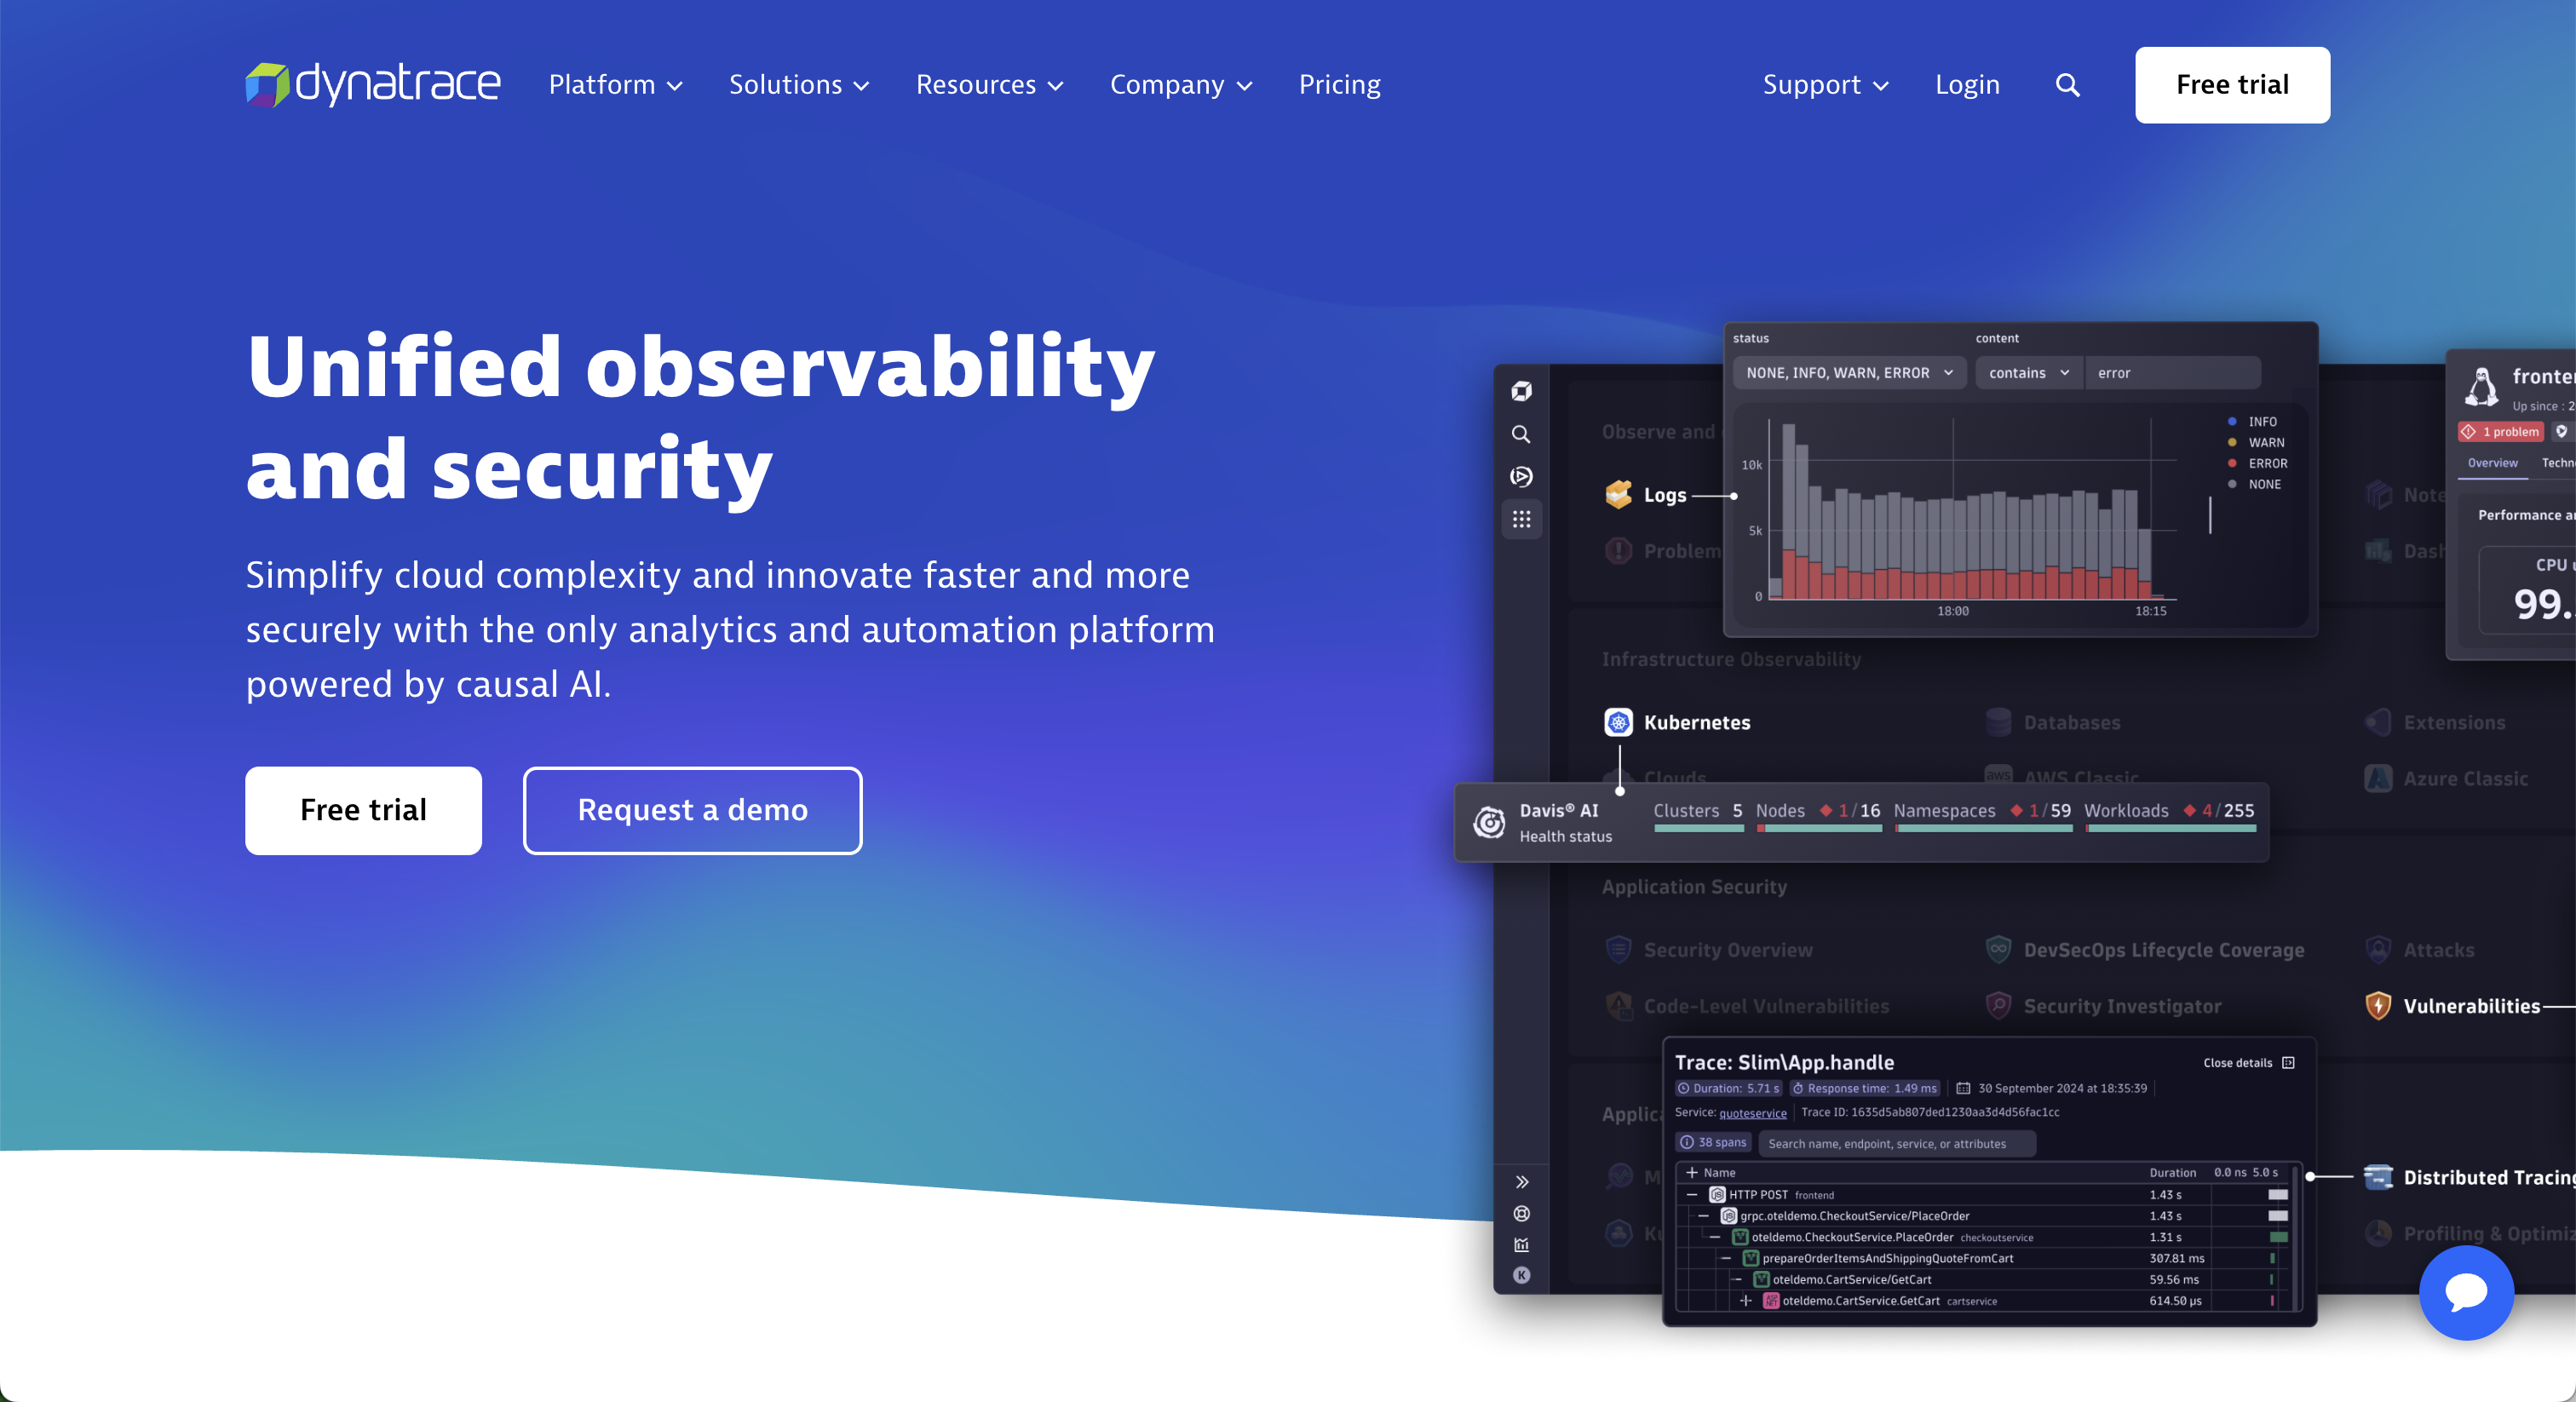 dynatrace
Platform
Solutions
Resources
Company
Pricing
Support
Login
Free trial
Unified observability
and security
Simplify cloud complexity and innovate faster and more
securely with the only analytics and automation platform
powered by causal AI.
Free trial
Request a demo
status
content
NONE, INFO, WARN, ERROR
contains
error
10k
5k
0
18:00
18:15
INFO
WARN
ERROR
NONE
Observe and
Logs
Problem
Up since :
1 problem
Overview
Performance
CPU
99.
Infrastructure Observability
Kubernetes
Databases
Extensions
Clouds
aws AWS Classic
Azure Classic
Davis® AI
Health status
Clusters 5
Nodes 1/16
Namespaces 1/59
Workloads 4/255
Application Security
Security Overview
DevSecOps Lifecycle Coverage
Attacks
Code-Level Vulnerabilities
Security Investigator
Vulnerabilities
Trace: Slim\App.handle
Close details
Duration: 5.71 s
Response time: 1.49 ms
30 September 2024 at 18:35:39
Service: quoteservice
Trace ID: 1635d5ab807ded1230aa3d4d56fac1cc
38 spans
Search name, endpoint, service, or attributes
Name
Duration
0.0 ns 5.0 s
HTTP POST frontend
1.43 s
grpc.oteldemo.CheckoutService/PlaceOrder
1.43 s
oteldemo.CheckoutService.PlaceOrder checkoutservice
1.31 s
prepareOrderItemsAndShippingQuoteFromCart
307.81 ms
oteldemo.CartService/GetCart
59.56 ms
oteldemo.CartService.GetCart cartservice
614.50 µs
Distributed Tracing
K